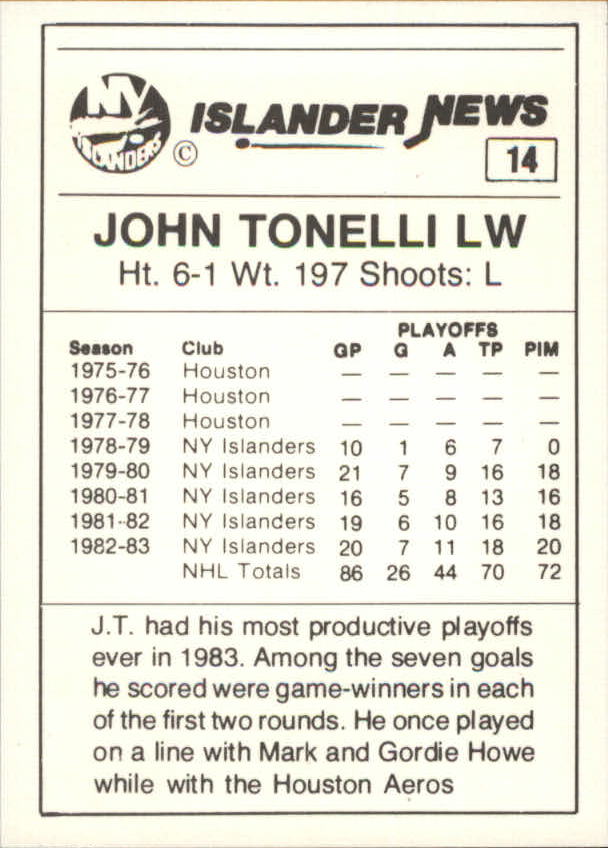 NY
ISLANDERS
©
ISLANDER NEWS
14
JOHN TONELLI LW
Ht. 6-1 Wt. 197 Shoots: L
PLAYOFFS
Season Club GP G A TP PIM
1975-76 Houston — — — — —
1976-77 Houston — — — — —
1977-78 Houston — — — — —
1978-79 NY Islanders 10 1 6 7 0
1979-80 NY Islanders 21 7 9 16 18
1980-81 NY Islanders 16 5 8 13 16
1981-82 NY Islanders 19 6 10 16 18
1982-83 NY Islanders 20 7 11 18 20
NHL Totals 86 26 44 70 72
J.T. had his most productive playoffs
ever in 1983. Among the seven goals
he scored were game-winners in each
of the first two rounds. He once played
on a line with Mark and Gordie Howe
while with the Houston Aeros